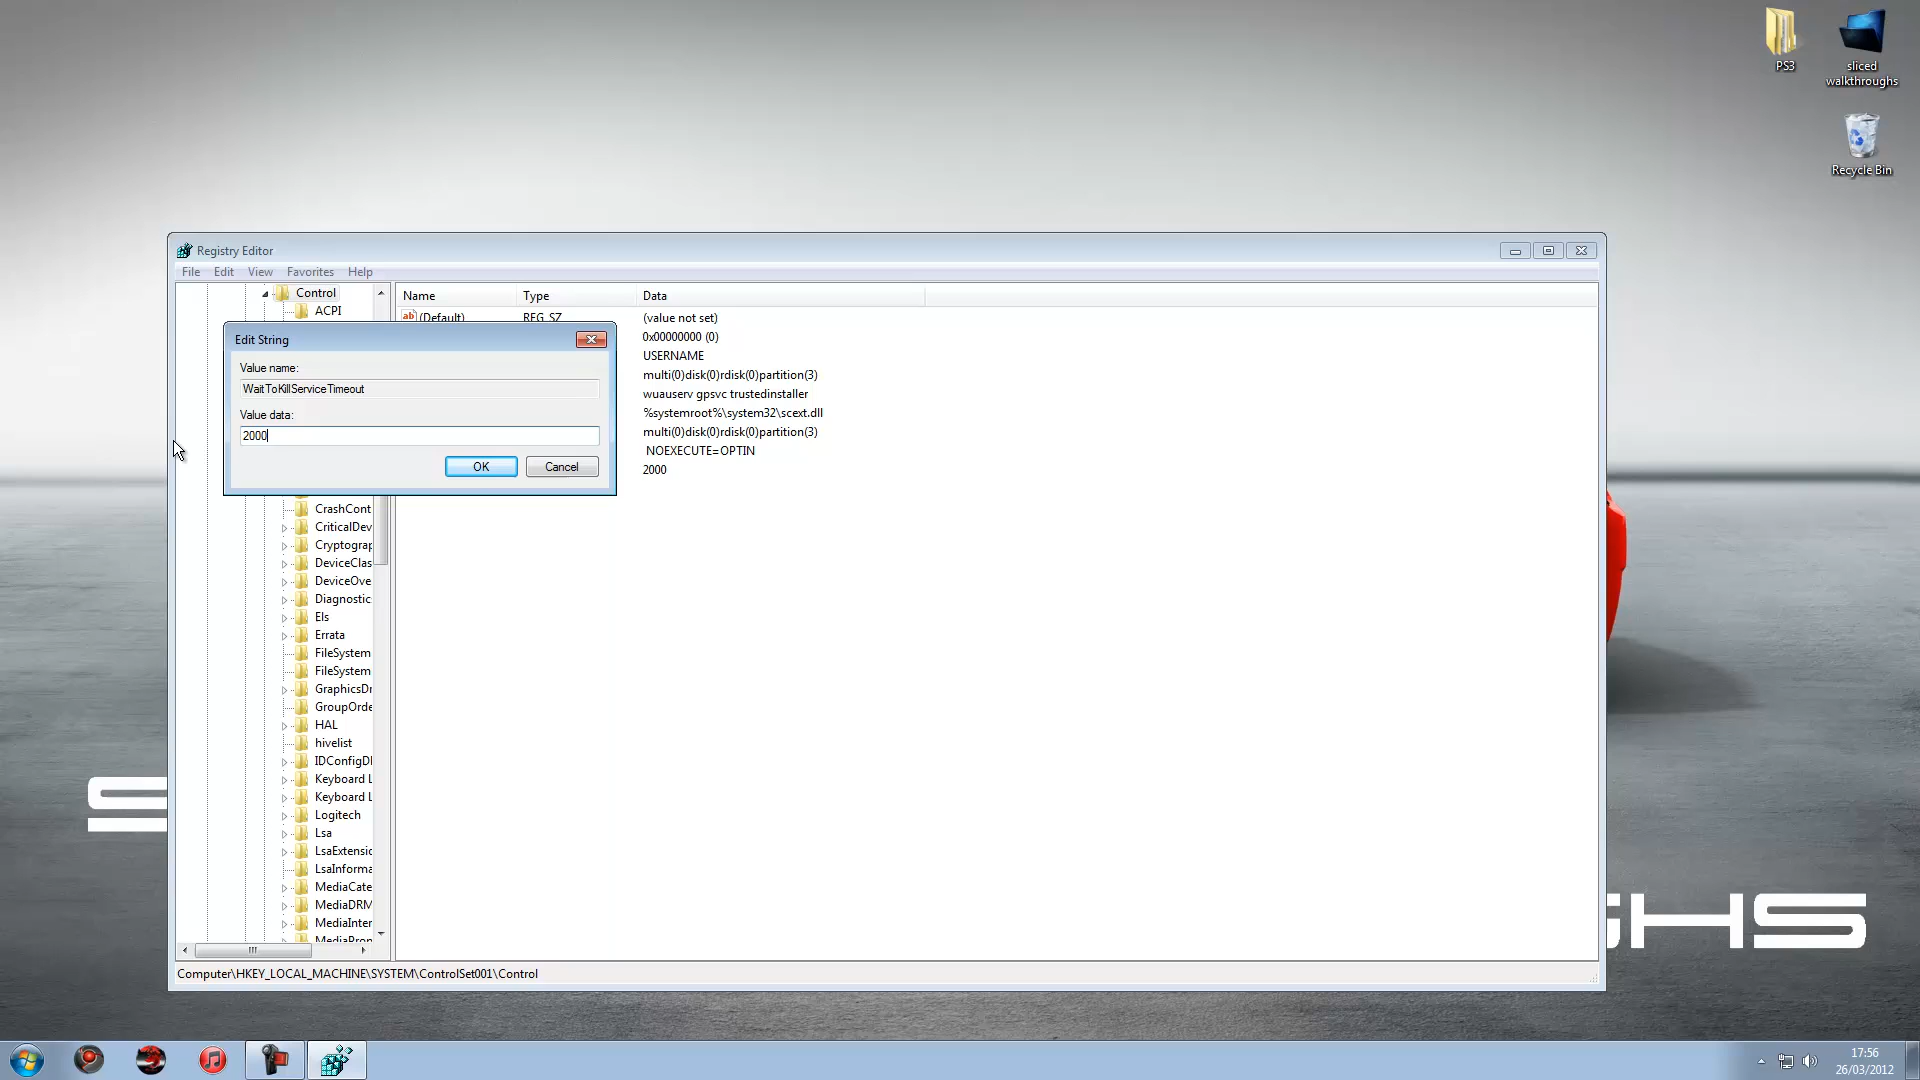 PS3
sliced
walkthroughs
Recycle Bin
Registry Editor
File Edit View Favorites Help
Control
ACPI
Name Type Data
(Default) REG_SZ (value not set)
0x00000000 (0)
USERNAME
multi(0)disk(0)rdisk(0)partition(3)
wuauserv gpsvc trustedinstaller
%systemroot%\system32\scext.dll
multi(0)disk(0)rdisk(0)partition(3)
NOEXECUTE=OPTIN
2000
Edit String
Value name:
WaitToKillServiceTimeout
Value data:
2000
OK Cancel
CrashCont
CriticalDev
Cryptograp
DeviceClas
DeviceOve
Diagnostic
Els
Errata
FileSystem
FileSystem
GraphicsDr
GroupOrde
HAL
hivelist
IDConfigDI
Keyboard L
Keyboard L
Logitech
Lsa
LsaExtensio
LsaInforma
MediaCate
MediaDRM
MediaInter
MediaProp
Computer\HKEY_LOCAL_MACHINE\SYSTEM\ControlSet001\Control
S
GHS
17:56
26/03/2012